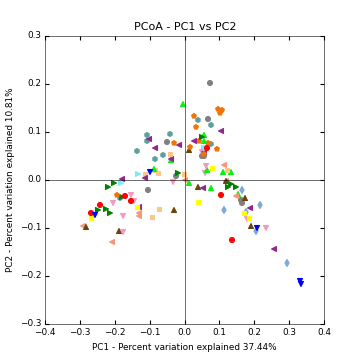 PCoA - PC1 vs PC2
0.3
0.2
0.1
0.0
−0.1
−0.2
−0.3
PC2 - Percent variation explained 10.81%
−0.4 −0.3 −0.2 −0.1 0.0 0.1 0.2 0.3 0.4
PC1 - Percent variation explained 37.44%